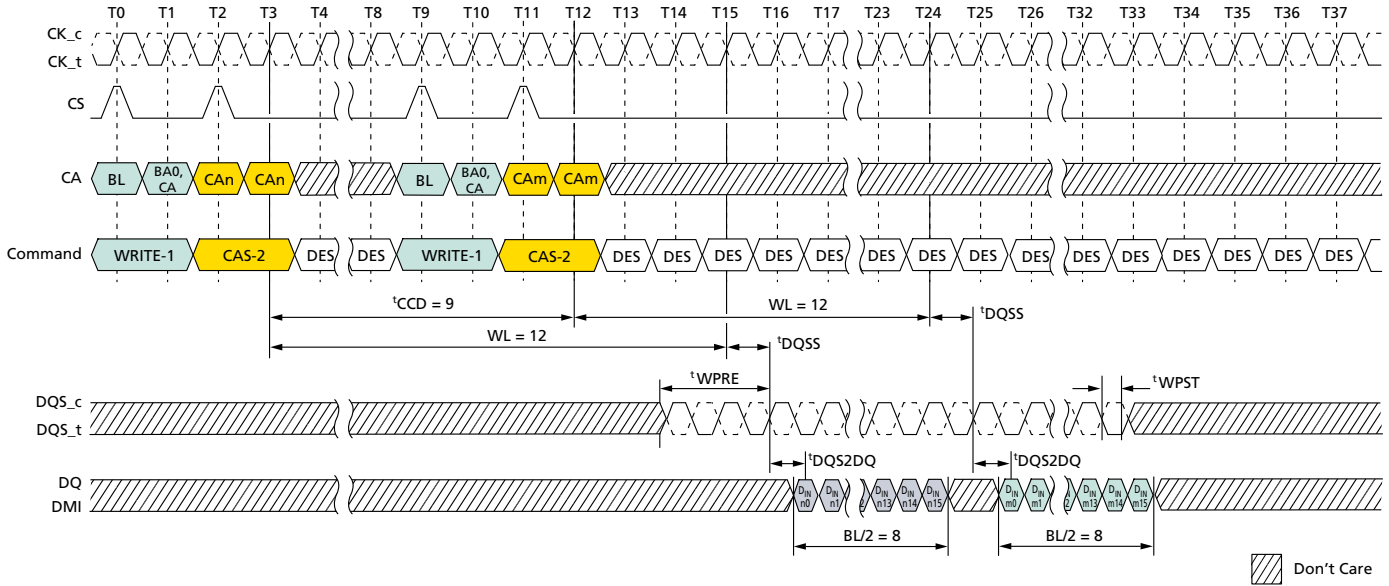 T0 T1 T2 T3 T4 T8 T9 T10 T11 T12 T13 T14 T15 T16 T17 T23 T24 T25 T26 T32 T33 T34 T35 T36 T37
CK_c
CK_t
CS
CA BL BA0, CA CAn CAn BL BA0, CA CAm CAm
Command WRITE-1 CAS-2 DES DES WRITE-1 CAS-2 DES DES DES DES DES DES DES DES DES DES DES DES DES DES DES
tCCD = 9 WL = 12 tDQSS
WL = 12 tDQSS
tWPRE tWPST
DQS_c
DQS_t
tDQS2DQ tDQS2DQ
DQ
DMI
DIN n0 DIN n1 DIN n13 DIN n14 DIN n15 DIN m0 DIN m1 DIN m13 DIN m14 DIN m15
BL/2 = 8 BL/2 = 8
Don't Care